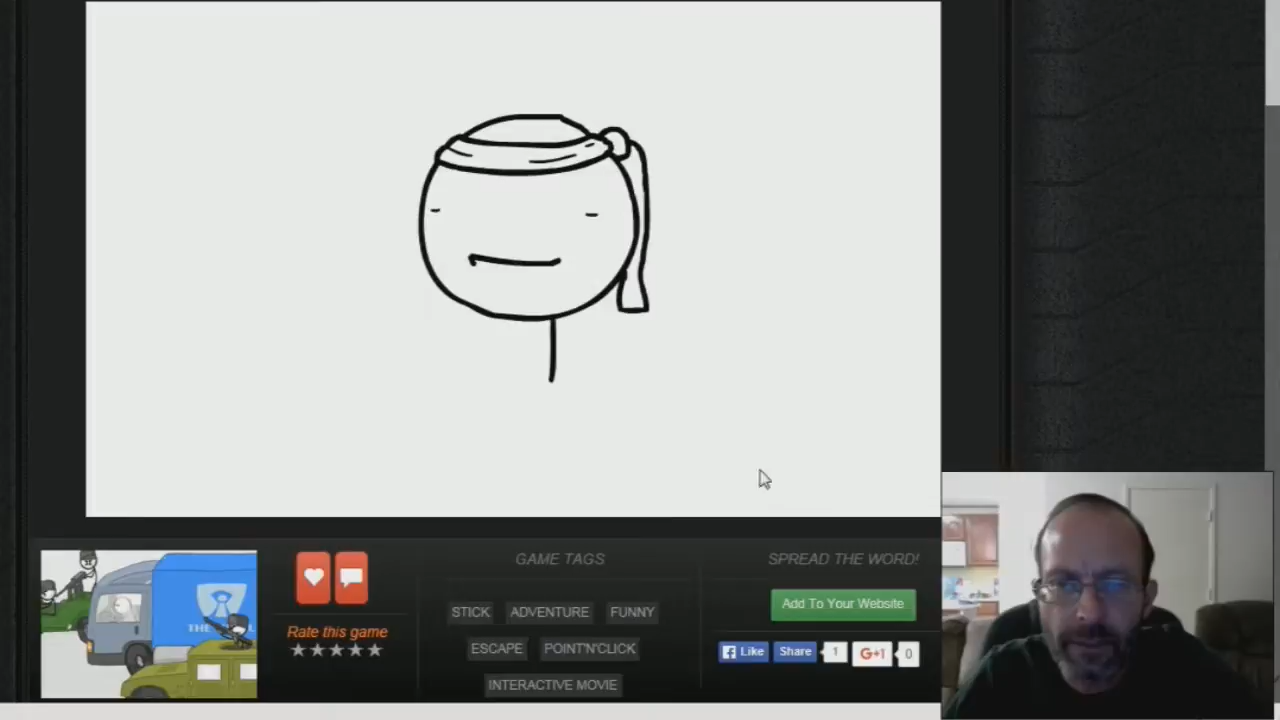 GAME TAGS
STICK ADVENTURE FUNNY
ESCAPE POINT'N'CLICK
INTERACTIVE MOVIE
SPREAD THE WORD!
Add To Your Website
Like Share 1 G+1 0
Rate this game
THE